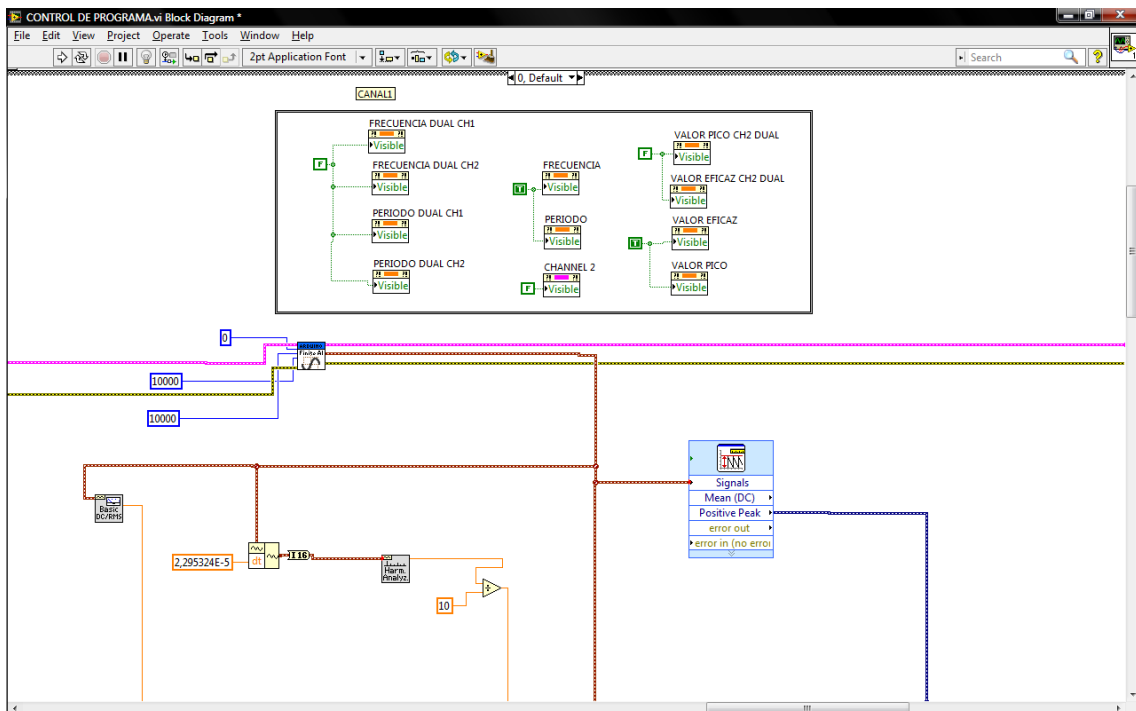 CONTROL DE PROGRAMA.vi Block Diagram *
File Edit View Project Operate Tools Window Help
2pt Application Font
Search
0, Default
CANAL1
FRECUENCIA DUAL CH1
Visible
F
FRECUENCIA DUAL CH2
Visible
PERIODO DUAL CH1
Visible
PERIODO DUAL CH2
Visible
FRECUENCIA
T
Visible
PERIODO
Visible
CHANNEL 2
F
Visible
VALOR PICO CH2 DUAL
F
Visible
VALOR EFICAZ CH2 DUAL
Visible
VALOR EFICAZ
T
Visible
VALOR PICO
Visible
0
ARDUINO
Finite AI
10000
10000
Basic
DC/RMS
2,295324E-5
dt
I16
Harm.
Analyz.
10
Signals
Mean (DC)
Positive Peak
error out
error in (no erro